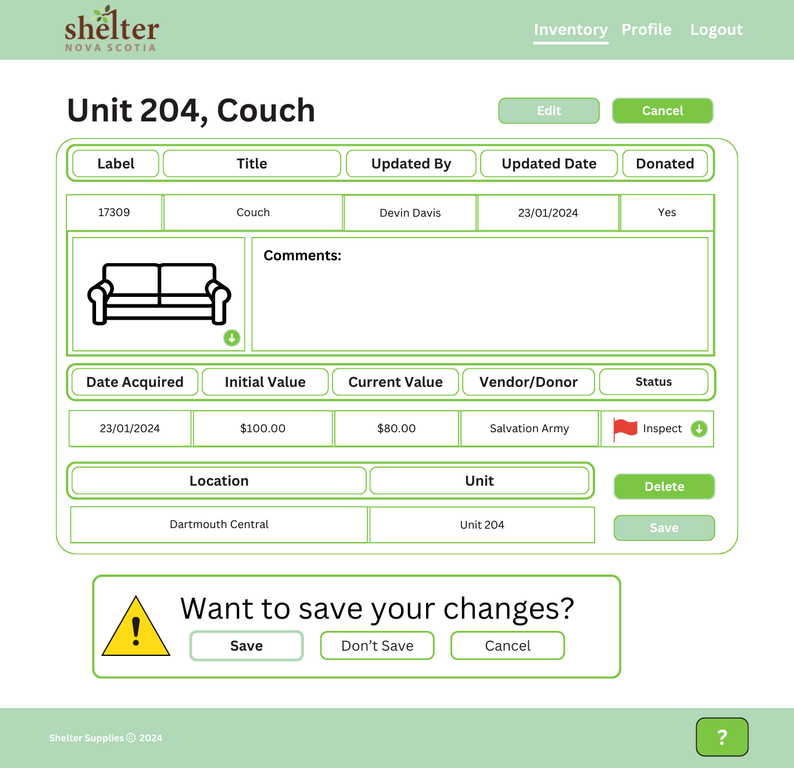 shelter
NOVA SCOTIA
Inventory Profile Logout
Unit 204, Couch
Edit Cancel
Label Title Updated By Updated Date Donated
17309 Couch Devin Davis 23/01/2024 Yes
Comments:
Date Acquired Initial Value Current Value Vendor/Donor Status
23/01/2024 $100.00 $80.00 Salvation Army Inspect
Location Unit
Delete
Dartmouth Central Unit 204
Save
Want to save your changes?
Save Don't Save Cancel
Shelter Supplies © 2024
?